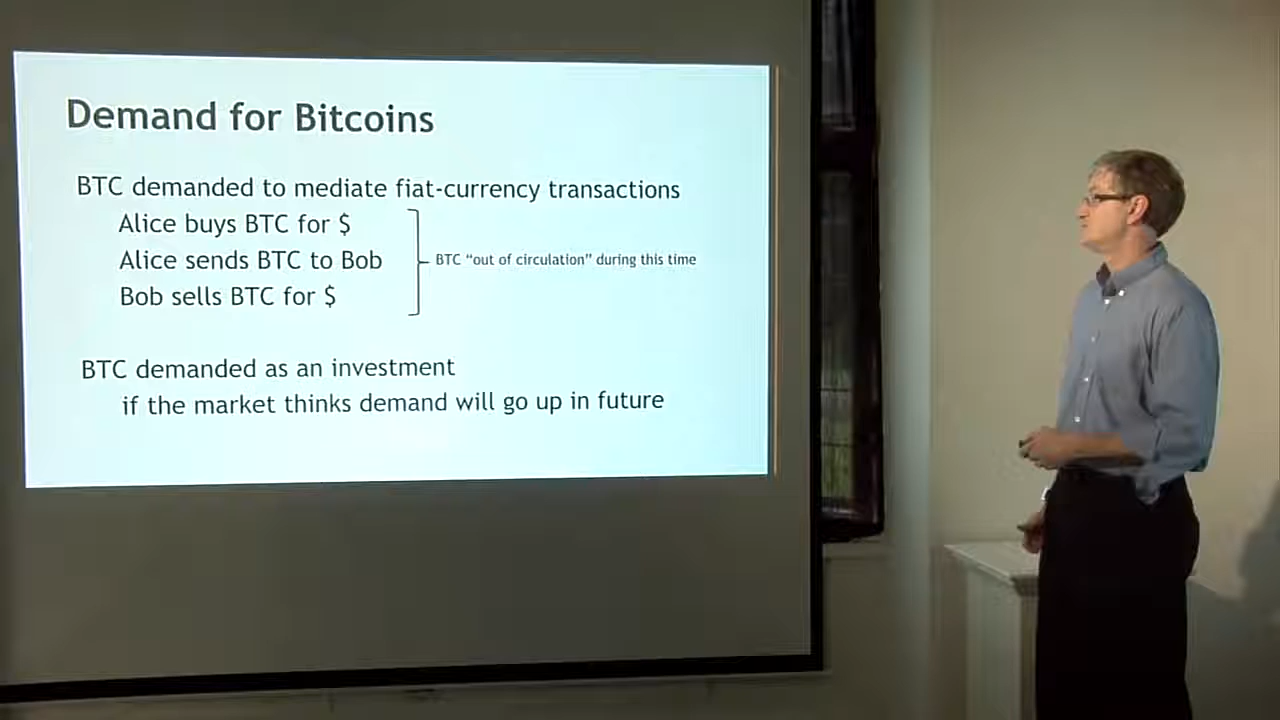 Demand for Bitcoins
BTC demanded to mediate fiat-currency transactions
Alice buys BTC for $
Alice sends BTC to Bob
BTC “out of circulation” during this time
Bob sells BTC for $
BTC demanded as an investment
if the market thinks demand will go up in future